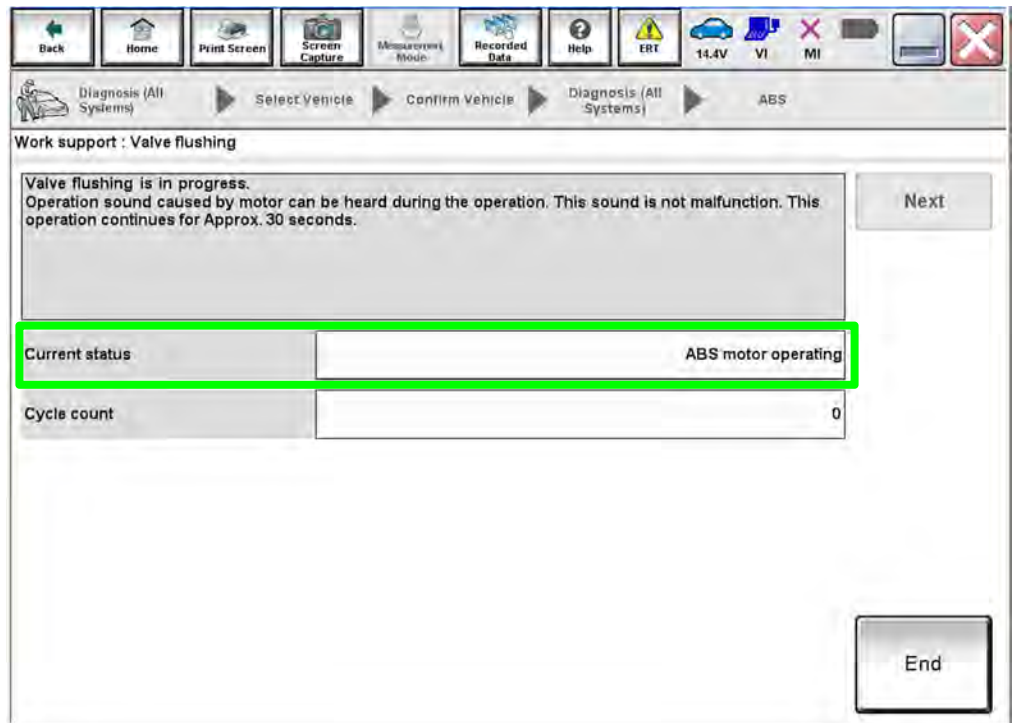 Back
Home
Print Screen
Screen
Capture
Measurement
Mode
Recorded
Data
Help
ERT
14.4V
VI
MI
Diagnosis (All
Systems)
Select Vehicle
Confirm Vehicle
Diagnosis (All
Systems)
ABS
Work support : Valve flushing
Valve flushing is in progress.
Operation sound caused by motor can be heard during the operation. This sound is not malfunction. This
operation continues for Approx. 30 seconds.
Next
Current status
ABS motor operating
Cycle count
0
End